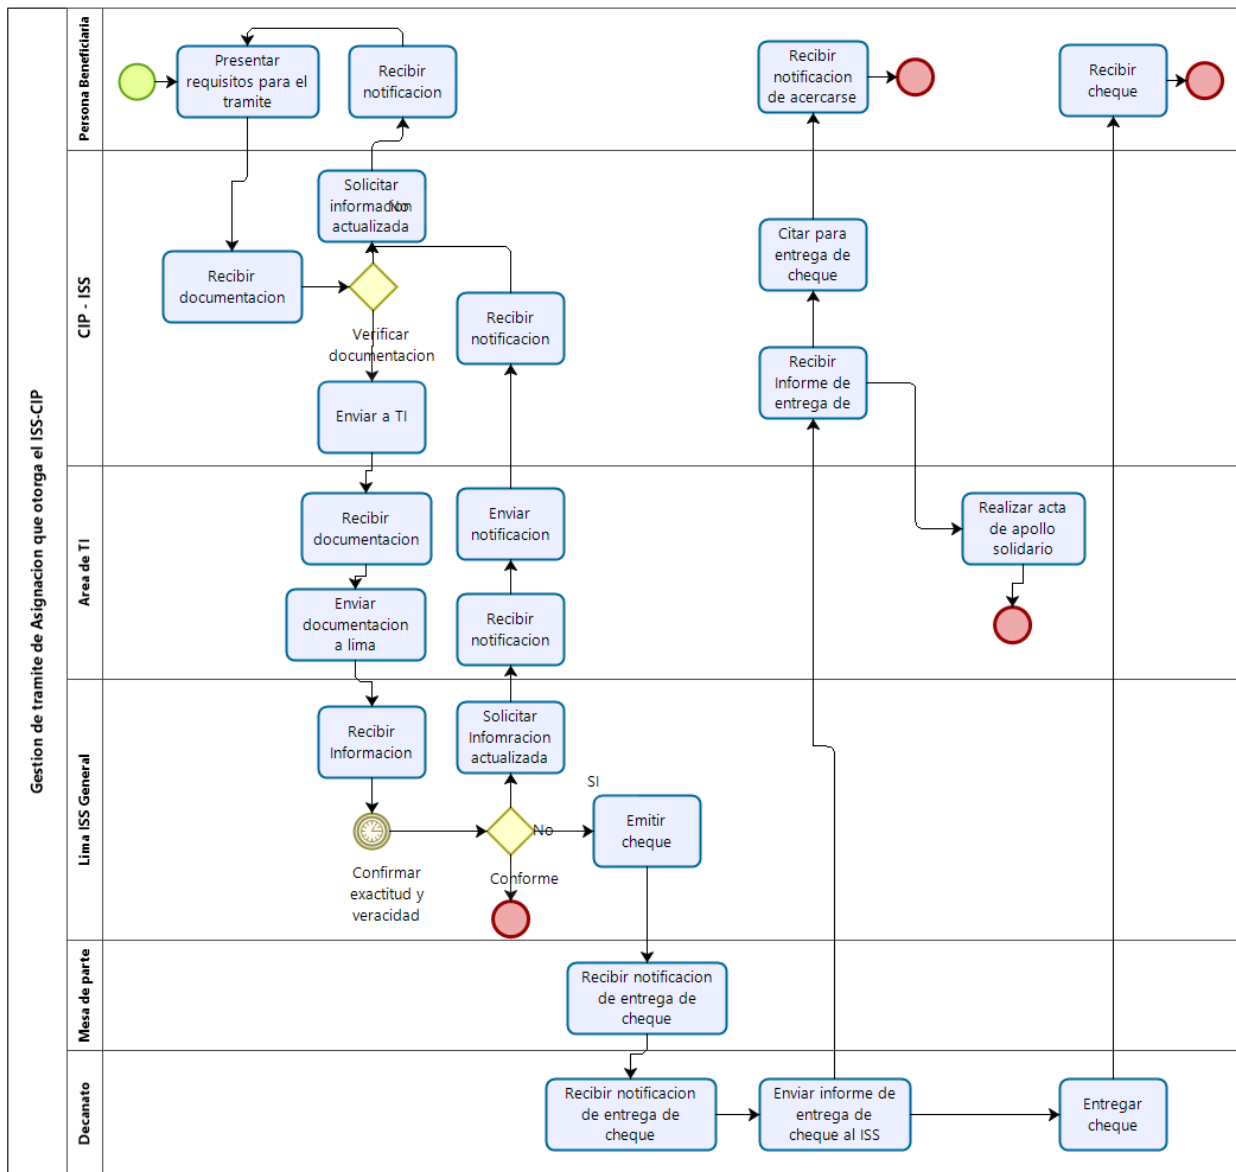 Gestion de tramite de Asignacion que otorga el ISS-CIP
Persona Beneficiaria
Presentar
requisitos para el
tramite
Recibir
notificacion
Recibir
notificacion
de acercarse
Recibir
cheque
CIP - ISS
Solicitar
informacion
actualizada
No
Recibir
documentacion
Verificar
documentacion
Enviar a TI
Recibir
notificacion
Citar para
entrega de
cheque
Recibir
Informe de
entrega de
Area de TI
Recibir
documentacion
Enviar
documentacion
a lima
Enviar
notificacion
Recibir
notificacion
Realizar acta
de apollo
solidario
Lima ISS General
Recibir
Informacion
Solicitar
Infomracion
actualizada
Confirmar
exactitud y
veracidad
No
Conforme
SI
Emitir
cheque
Mesa de parte
Recibir notificacion
de entrega de
cheque
Decanato
Recibir notificacion
de entrega de
cheque
Enviar informe de
entrega de
cheque al ISS
Entregar
cheque